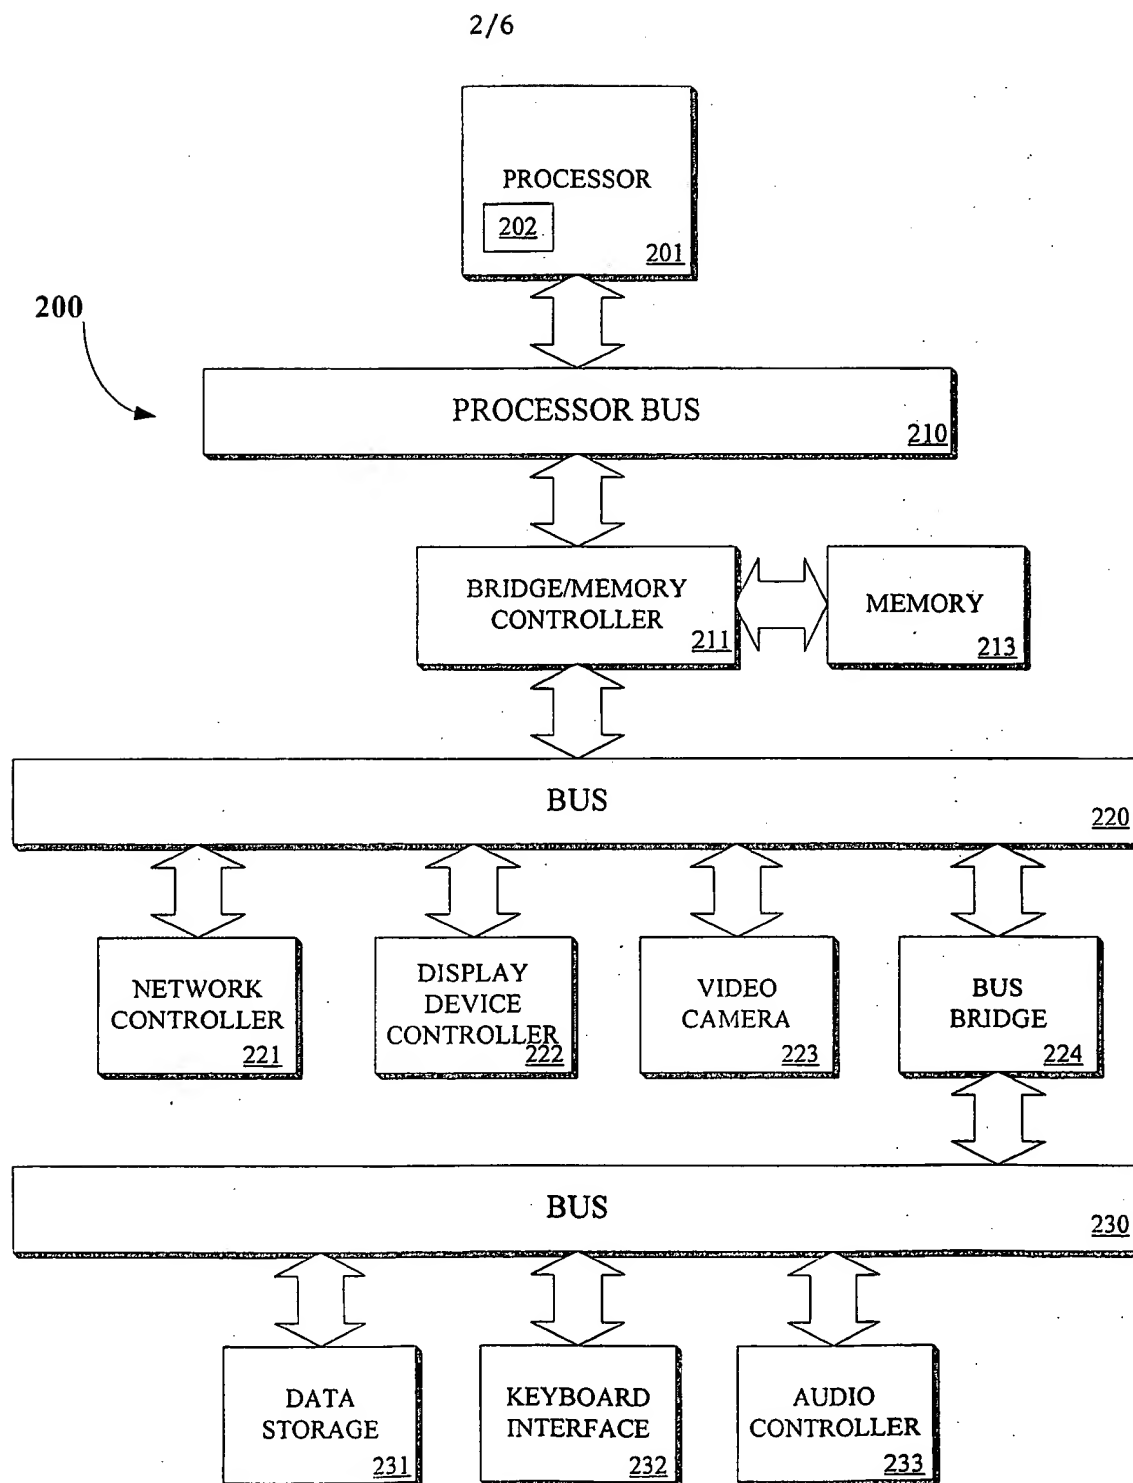 2/6
PROCESSOR
202
201
200
PROCESSOR BUS
210
BRIDGE/MEMORY
CONTROLLER
211
MEMORY
213
BUS
220
NETWORK
CONTROLLER
221
DISPLAY
DEVICE
CONTROLLER
222
VIDEO
CAMERA
223
BUS
BRIDGE
224
BUS
230
DATA
STORAGE
231
KEYBOARD
INTERFACE
232
AUDIO
CONTROLLER
233